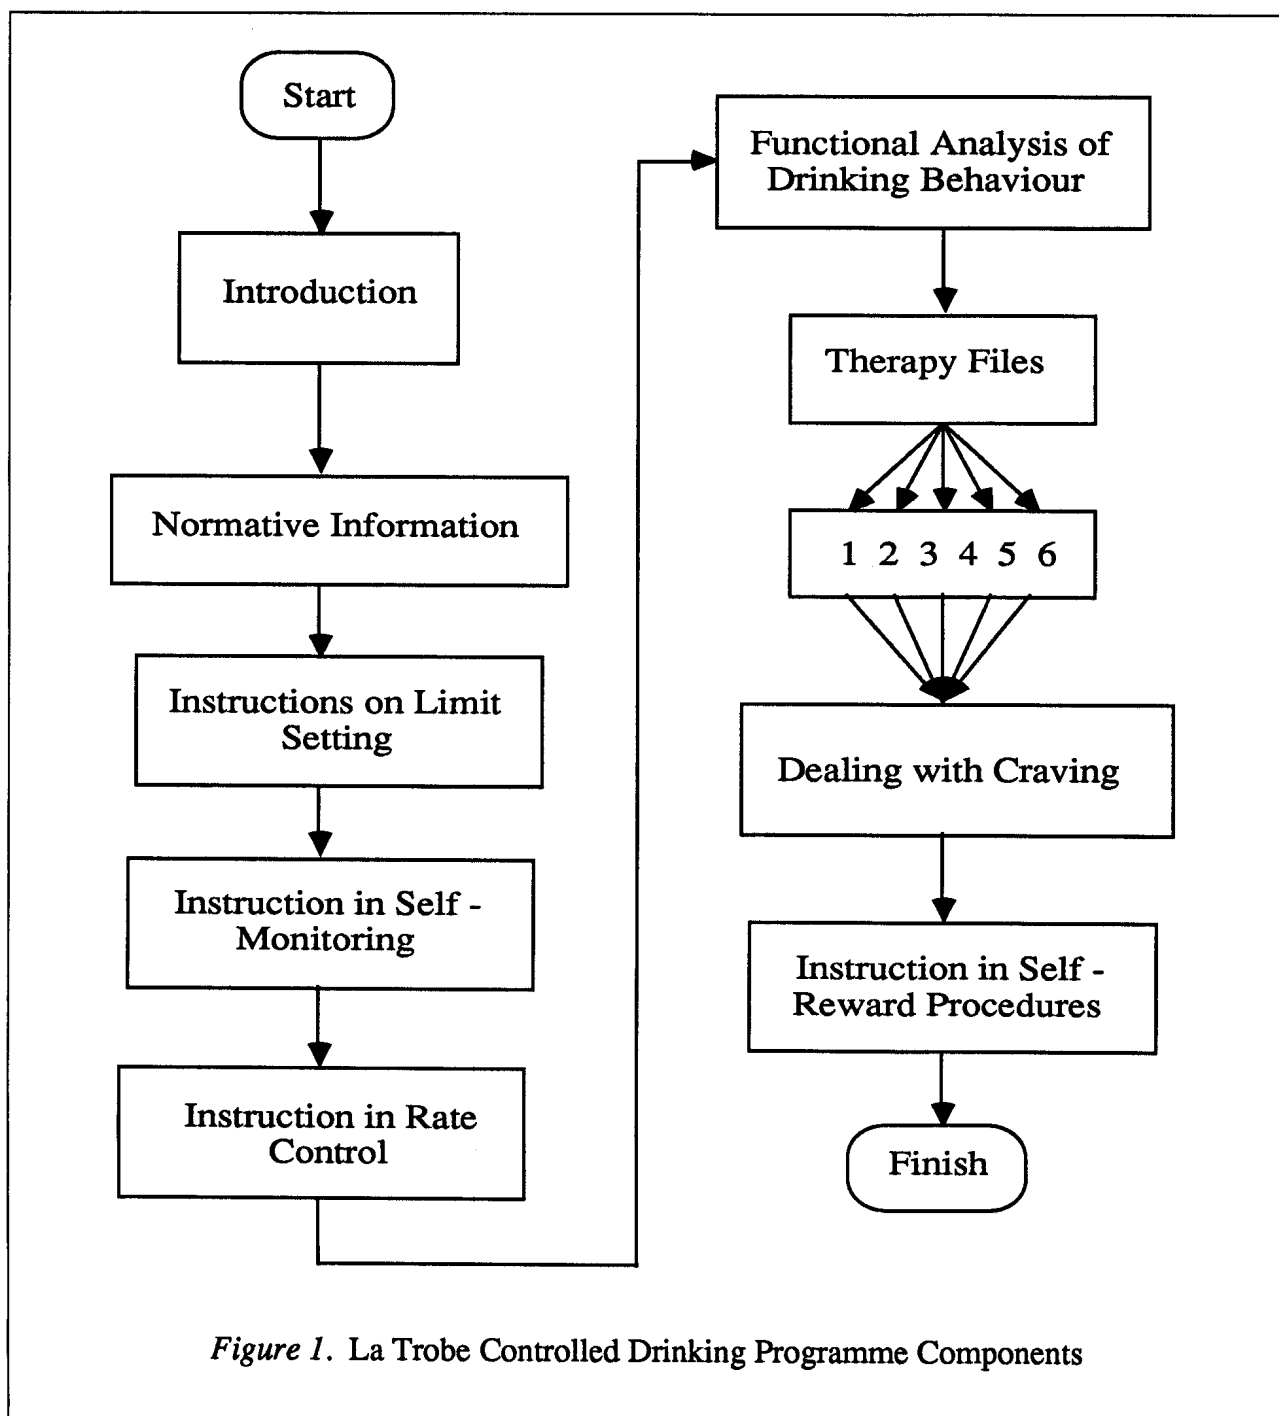 Start
Introduction
Normative Information
Instructions on Limit
Setting
Instruction in Self -
Monitoring
Instruction in Rate
Control
Functional Analysis of
Drinking Behaviour
Therapy Files
1 2 3 4 5 6
Dealing with Craving
Instruction in Self -
Reward Procedures
Finish
Figure 1. La Trobe Controlled Drinking Programme Components